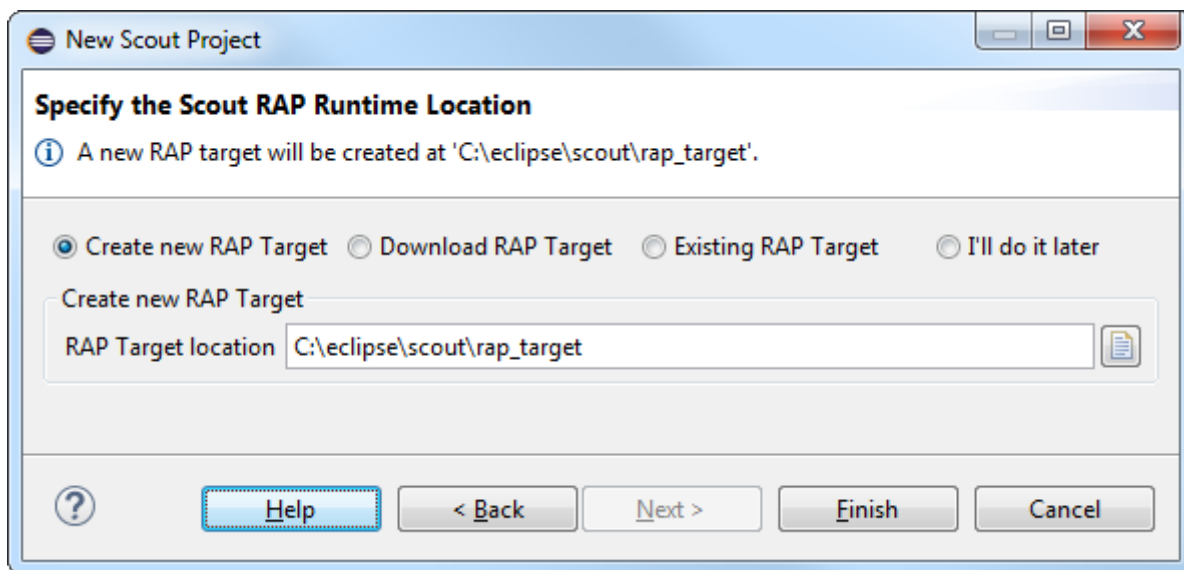 New Scout Project
Specify the Scout RAP Runtime Location
A new RAP target will be created at 'C:\eclipse\scout\rap_target'.
Create new RAP Target Download RAP Target Existing RAP Target I'll do it later
Create new RAP Target
RAP Target location C:\eclipse\scout\rap_target
Help < Back Next > Finish Cancel